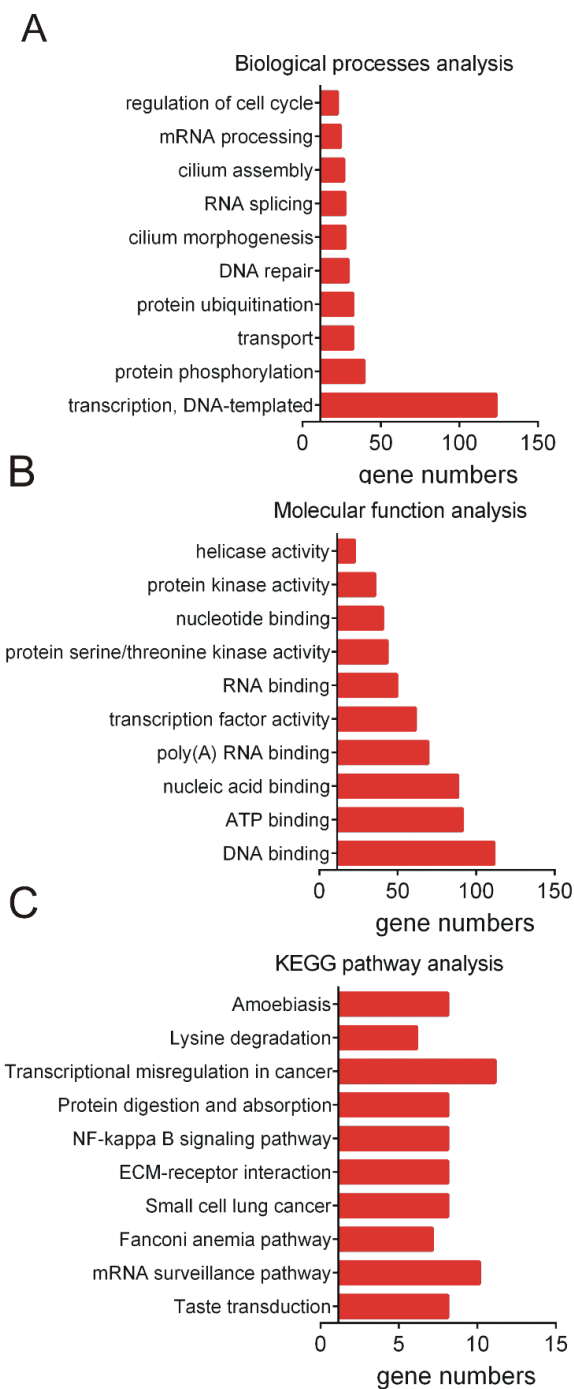 A
Biological processes analysis
regulation of cell cycle
mRNA processing
cilium assembly
RNA splicing
cilium morphogenesis
DNA repair
protein ubiquitination
transport
protein phosphorylation
transcription, DNA-templated
0 50 100 150
gene numbers
B
Molecular function analysis
helicase activity
protein kinase activity
nucleotide binding
protein serine/threonine kinase activity
RNA binding
transcription factor activity
poly(A) RNA binding
nucleic acid binding
ATP binding
DNA binding
0 50 100 150
gene numbers
C
KEGG pathway analysis
Amoebiasis
Lysine degradation
Transcriptional misregulation in cancer
Protein digestion and absorption
NF-kappa B signaling pathway
ECM-receptor interaction
Small cell lung cancer
Fanconi anemia pathway
mRNA surveillance pathway
Taste transduction
0 5 10 15
gene numbers